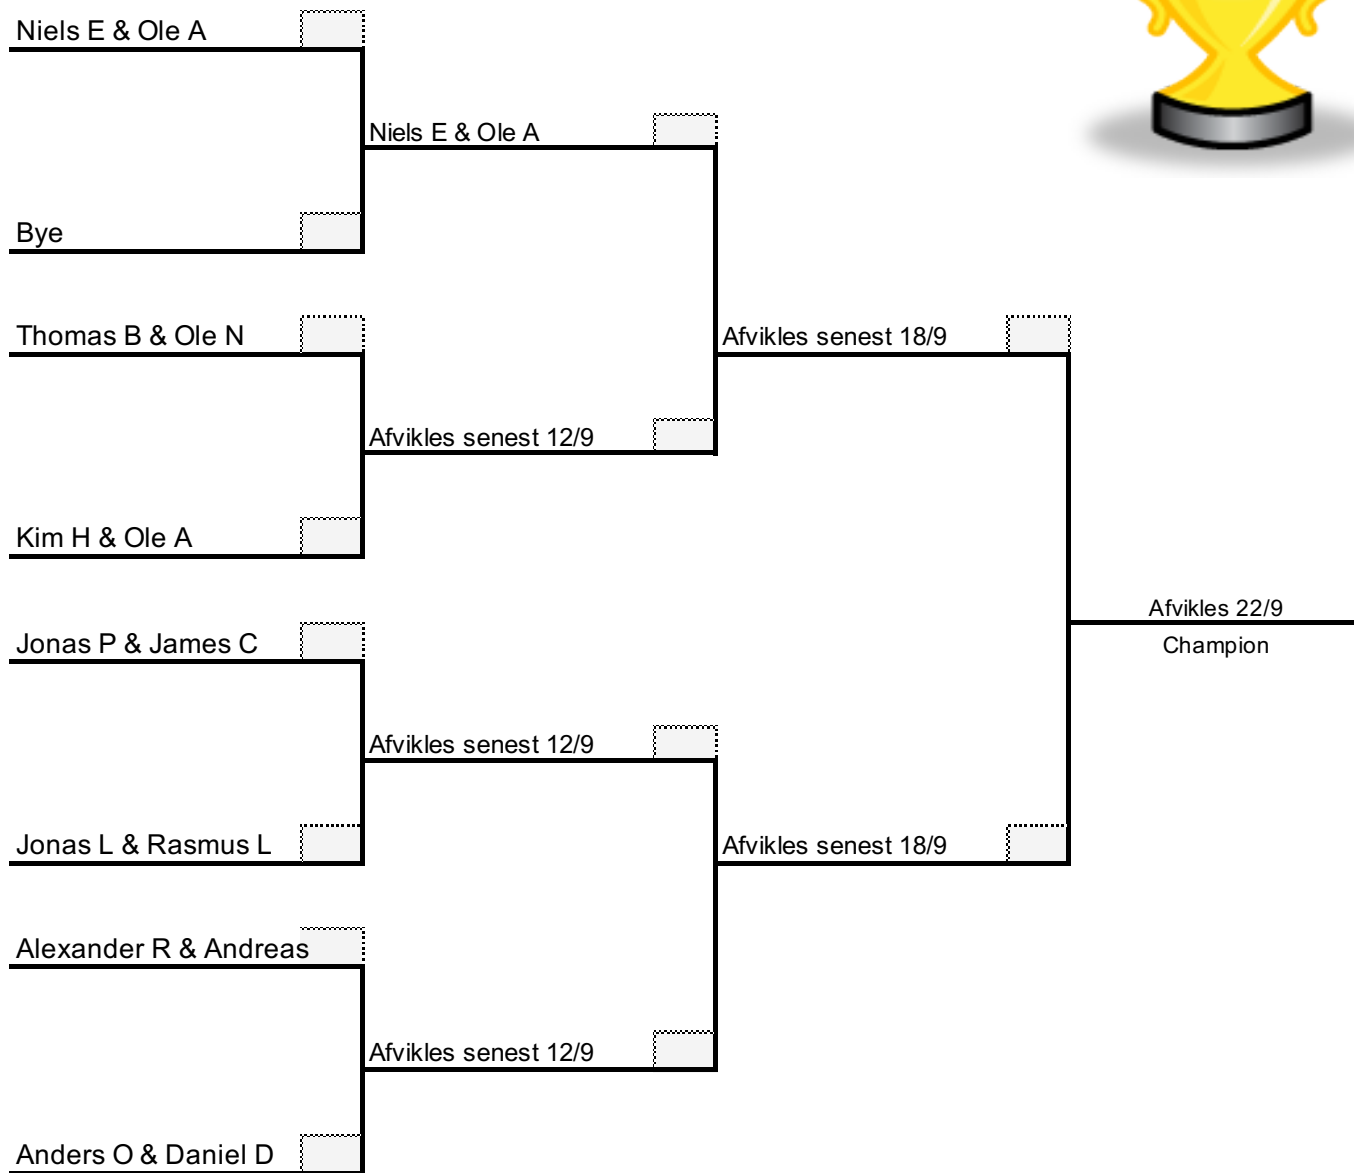 Niels E & Ole A
Niels E & Ole A
Bye
Thomas B & Ole N
Afvikles senest 18/9
Afvikles senest 12/9
Kim H & Ole A
Afvikles 22/9
Jonas P & James C
Champion
Afvikles senest 12/9
Jonas L & Rasmus L
Afvikles senest 18/9
Alexander R & Andreas
Afvikles senest 12/9
Anders O & Daniel D